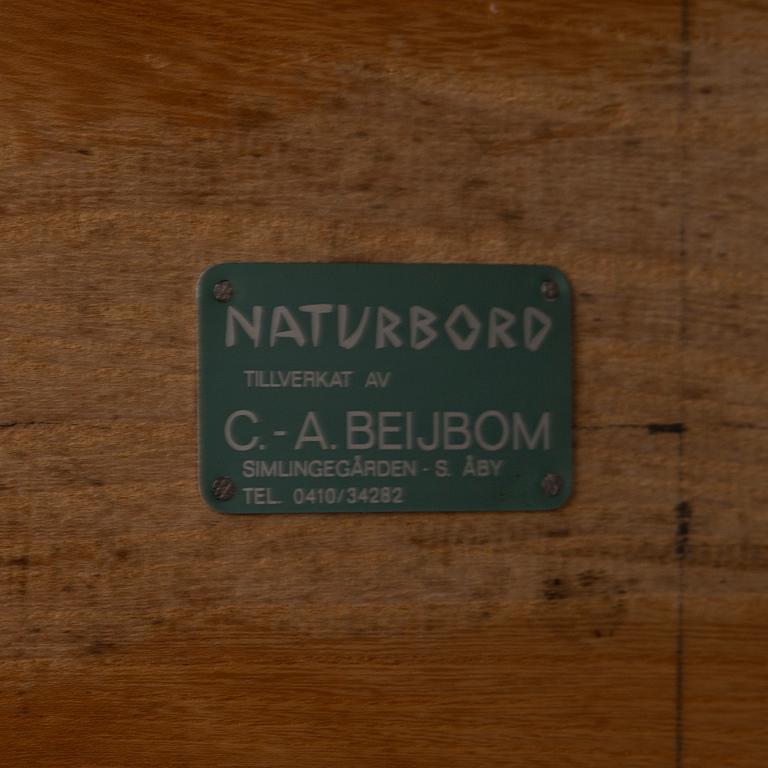 NATURBORD
TILLVERKAT AV
C.-A. BEIJBOM
SIMLINGEGÅRDEN - S. ÅBY
TEL. 0410/34282